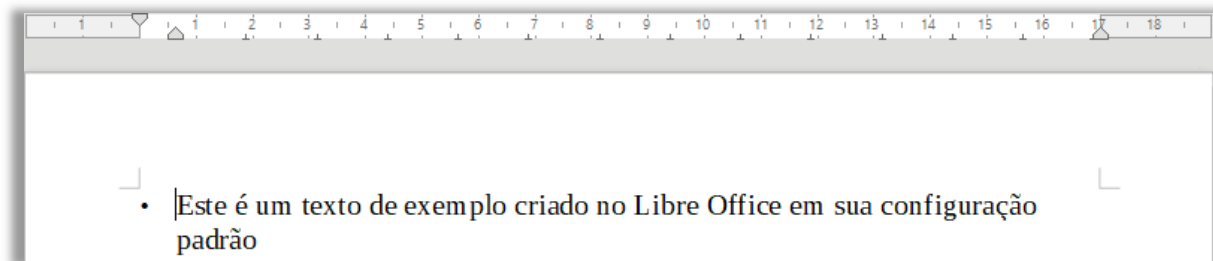 1 1 2 3 4 5 6 7 8 9 10 11 12 13 14 15 16 17 18
• Este é um texto de exemplo criado no Libre Office em sua configuração
padrão